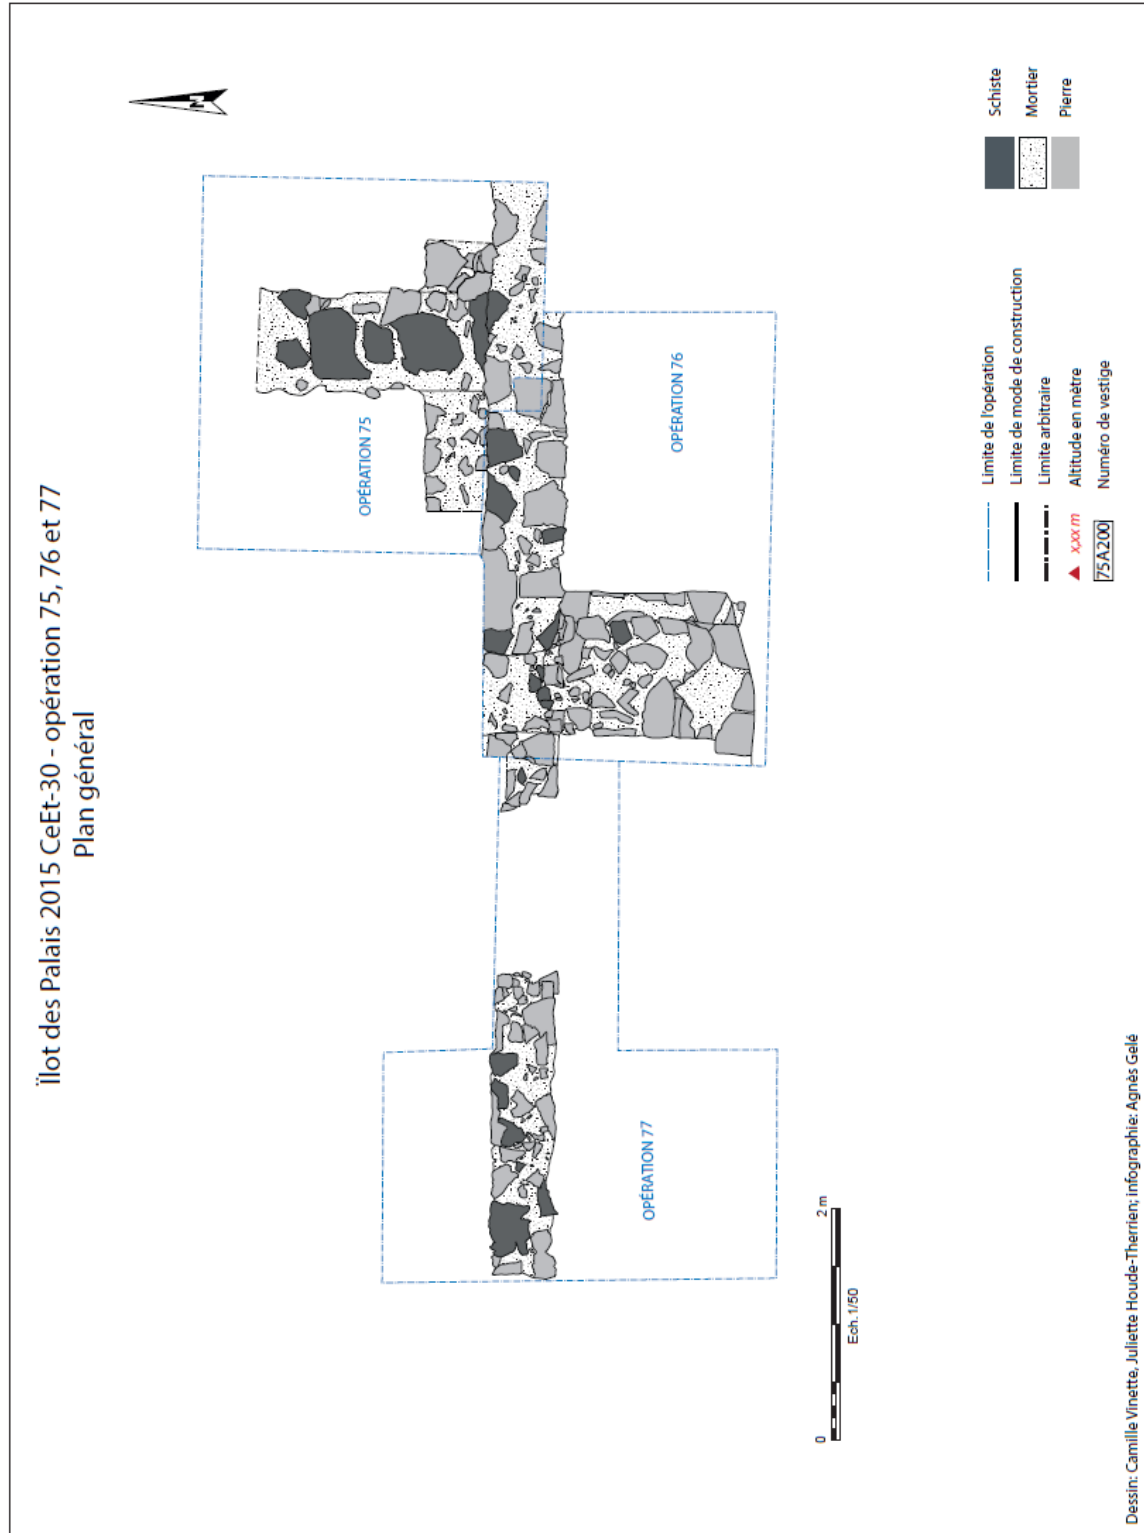 Ïlot des Palais 2015 CeEt-30 - opération 75, 76 et 77
Plan général
N
OPÉRATION 75
OPÉRATION 76
OPÉRATION 77
0
2 m
Ech. 1/50
Limite de l'opération
Limite de mode de construction
Limite arbitraire
x,xx m
Altitude en mètre
75A200
Numéro de vestige
Schiste
Mortier
Pierre
Dessin: Camille Vinette, Juliette Houde-Therrien; infographie: Agnès Gelé